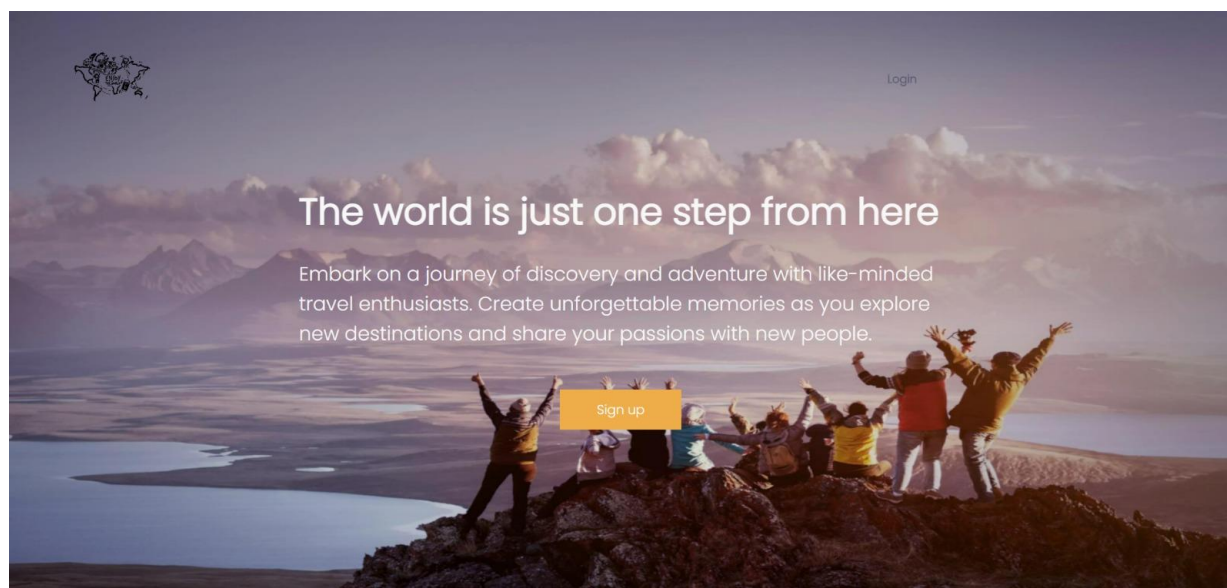 Login
The world is just one step from here
Embark on a journey of discovery and adventure with like-minded
travel enthusiasts. Create unforgettable memories as you explore
new destinations and share your passions with new people.
Sign up